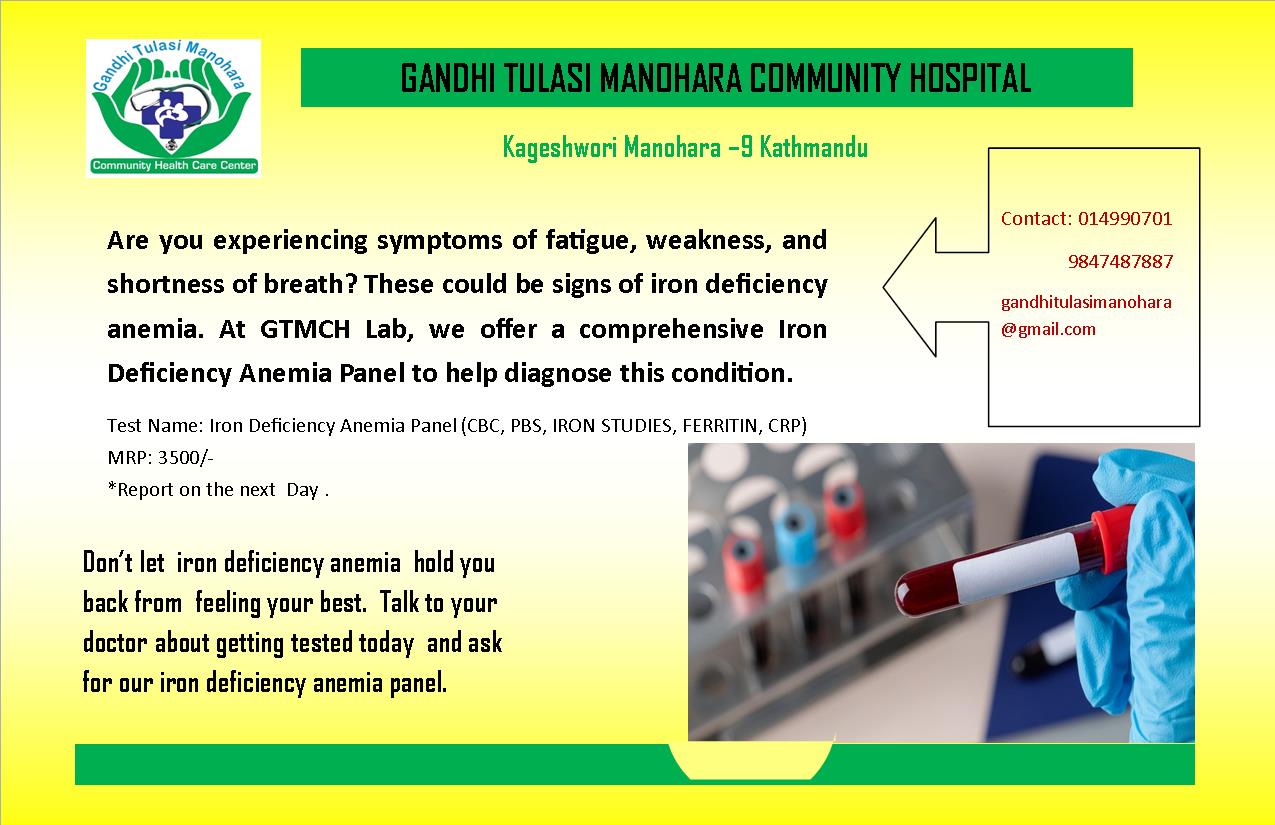 Gandhi Tulasi Manohara
Community Health Care Center
GANDHI TULASI MANOHARA COMMUNITY HOSPITAL
Kageshwori Manohara –9 Kathmandu
Are you experiencing symptoms of fatigue, weakness, and
shortness of breath? These could be signs of iron deficiency
anemia. At GTMCH Lab, we offer a comprehensive Iron
Deficiency Anemia Panel to help diagnose this condition.
Contact: 014990701
9847487887
gandhitulasimanohara
@gmail.com
Test Name: Iron Deficiency Anemia Panel (CBC, PBS, IRON STUDIES, FERRITIN, CRP)
MRP: 3500/-
*Report on the next  Day .
Don’t let  iron deficiency anemia  hold you
back from  feeling your best.  Talk to your
doctor about getting tested today  and ask
for our iron deficiency anemia panel.